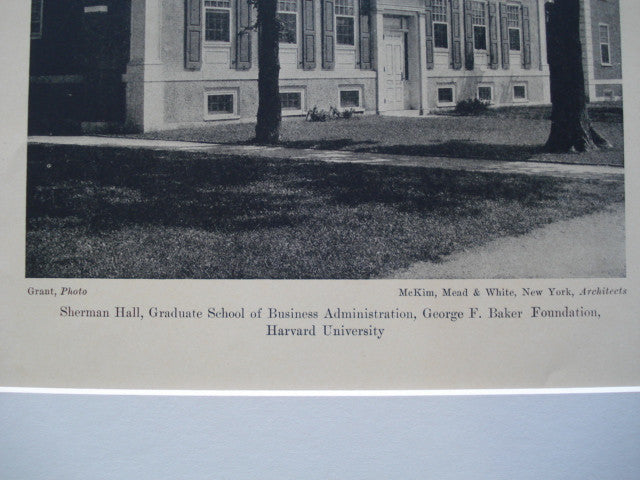 Grant, Photo McKim, Mead & White, New York, Architects
Sherman Hall, Graduate School of Business Administration, George F. Baker Foundation,
Harvard University